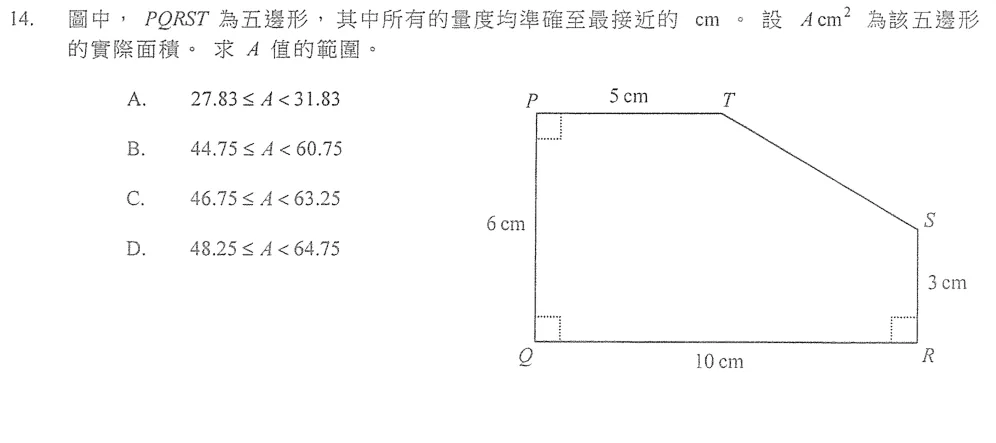 14. 圖中， PQRST 為五邊形，其中所有的量度均準確至最接近的 cm 。 設 A cm² 為該五邊形
的實際面積。 求 A 值的範圍。
A. 27.83 ≤ A < 31.83
B. 44.75 ≤ A < 60.75
C. 46.75 ≤ A < 63.25
D. 48.25 ≤ A < 64.75
P
5 cm
T
6 cm
S
3 cm
Q
10 cm
R